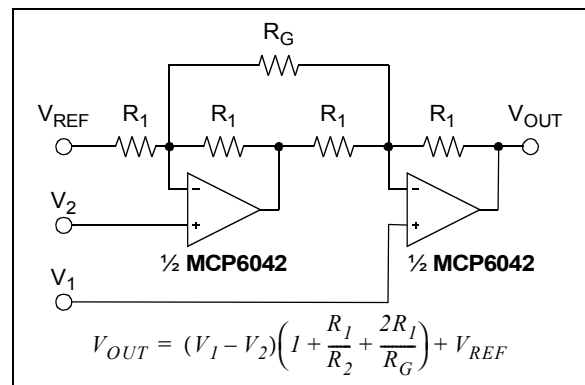 R_G
V_REF R_1 R_1 R_1 R_1 V_OUT
-
-
V_2
+
+
½ MCP6042 ½ MCP6042
V_1
V_OUT = (V_1 – V_2)(1 + R_1/R_2 + 2R_1/R_G) + V_REF